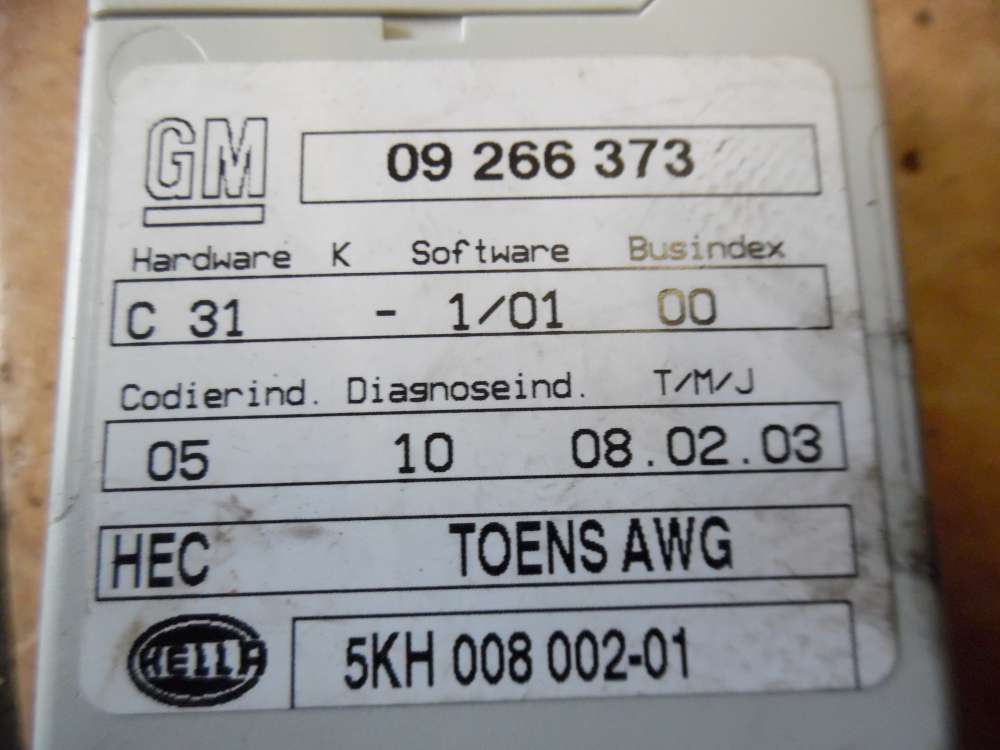 GM 09 266 373
Hardware K Software Busindex
C 31 - 1/01 00
Codierind. Diagnoseind. T/M/J
05 10 08.02.03
HEC TOENS AWG
HELLA 5KH 008 002-01